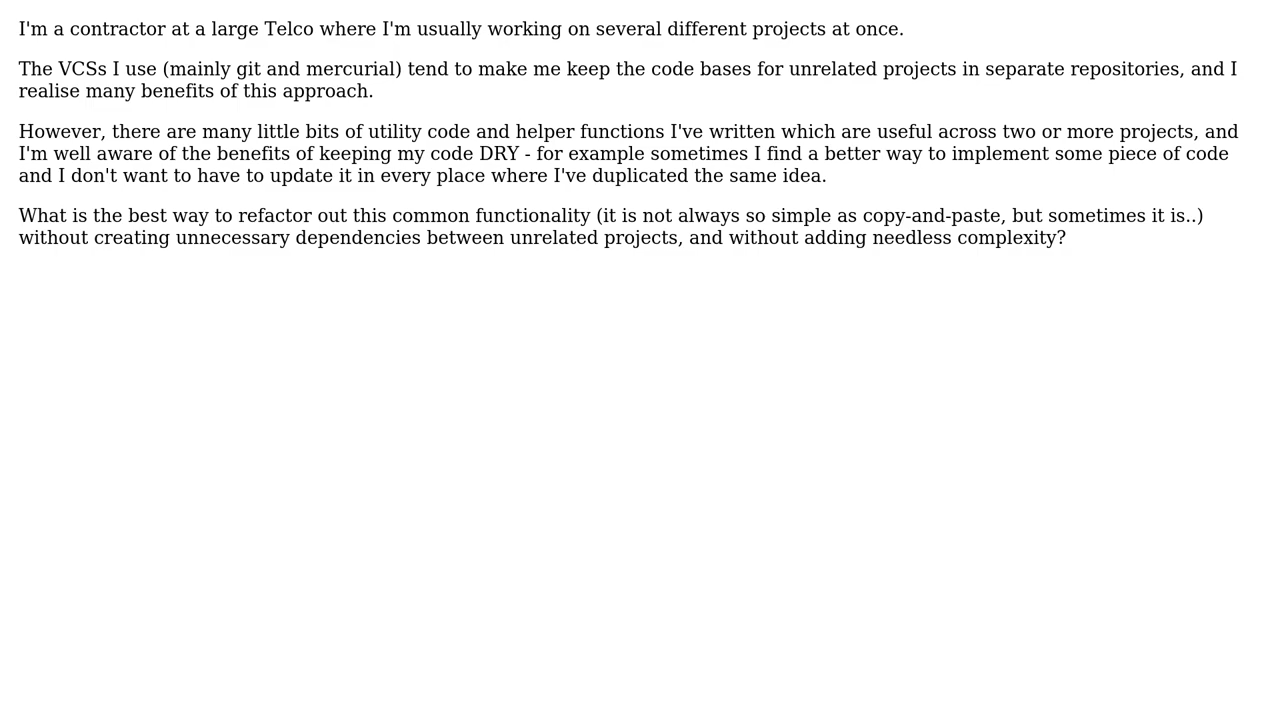 I'm a contractor at a large Telco where I'm usually working on several different projects at once.
The VCSs I use (mainly git and mercurial) tend to make me keep the code bases for unrelated projects in separate repositories, and I
realise many benefits of this approach.
However, there are many little bits of utility code and helper functions I've written which are useful across two or more projects, and
I'm well aware of the benefits of keeping my code DRY - for example sometimes I find a better way to implement some piece of code
and I don't want to have to update it in every place where I've duplicated the same idea.
What is the best way to refactor out this common functionality (it is not always so simple as copy-and-paste, but sometimes it is..)
without creating unnecessary dependencies between unrelated projects, and without adding needless complexity?